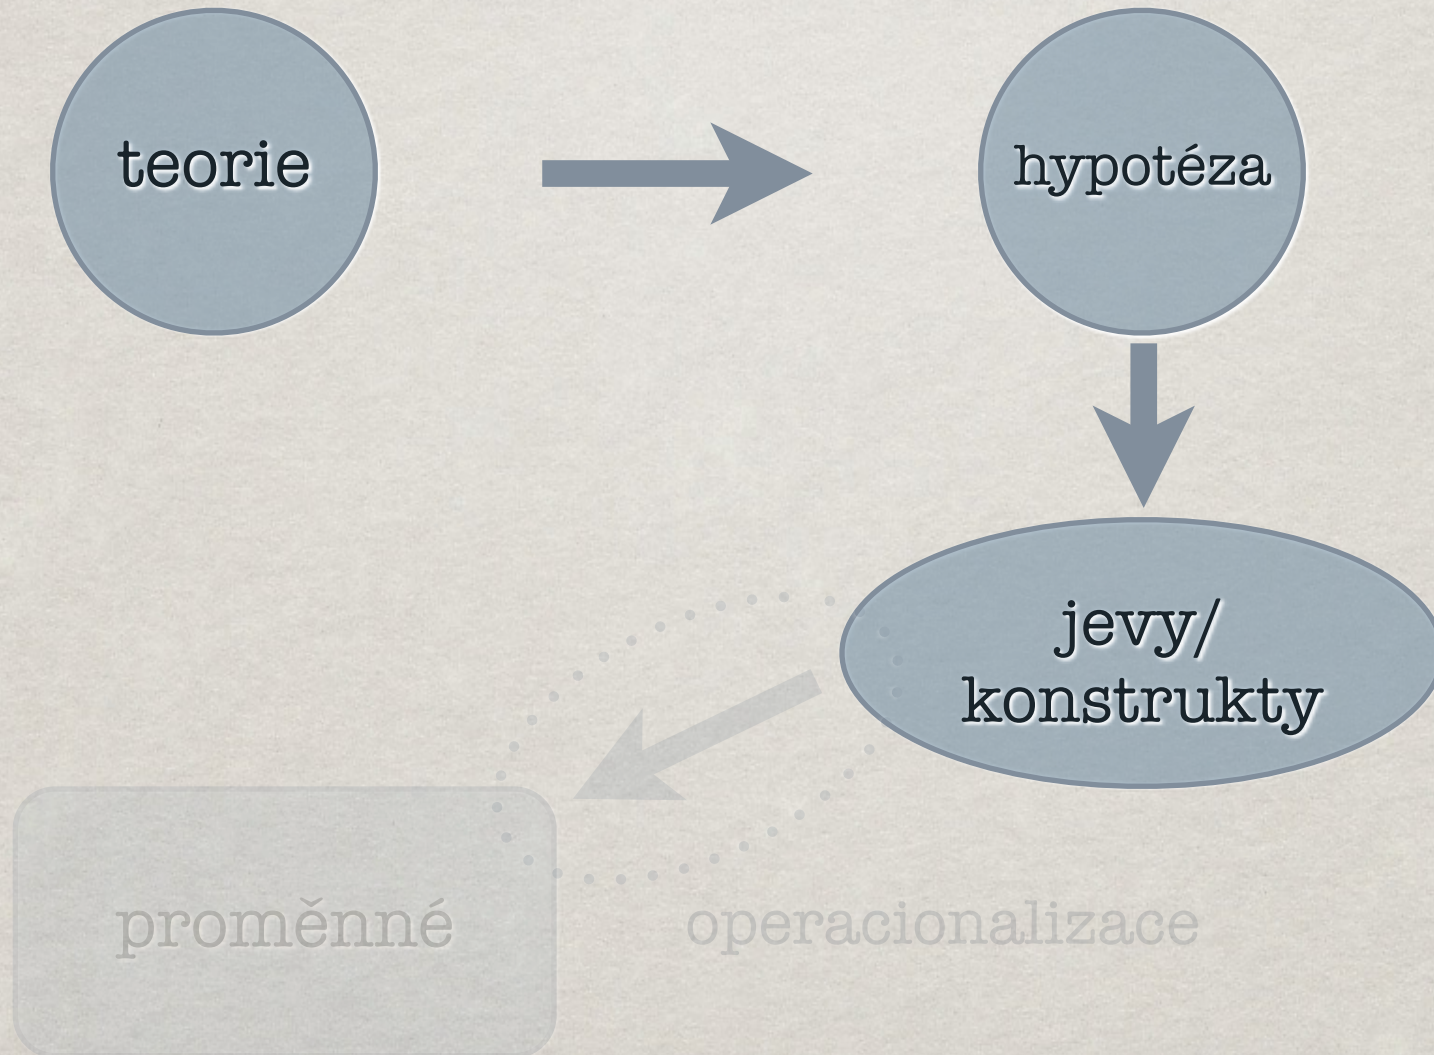 teorie
hypotéza
jevy/
konstrukty
proměnné
operacionalizace